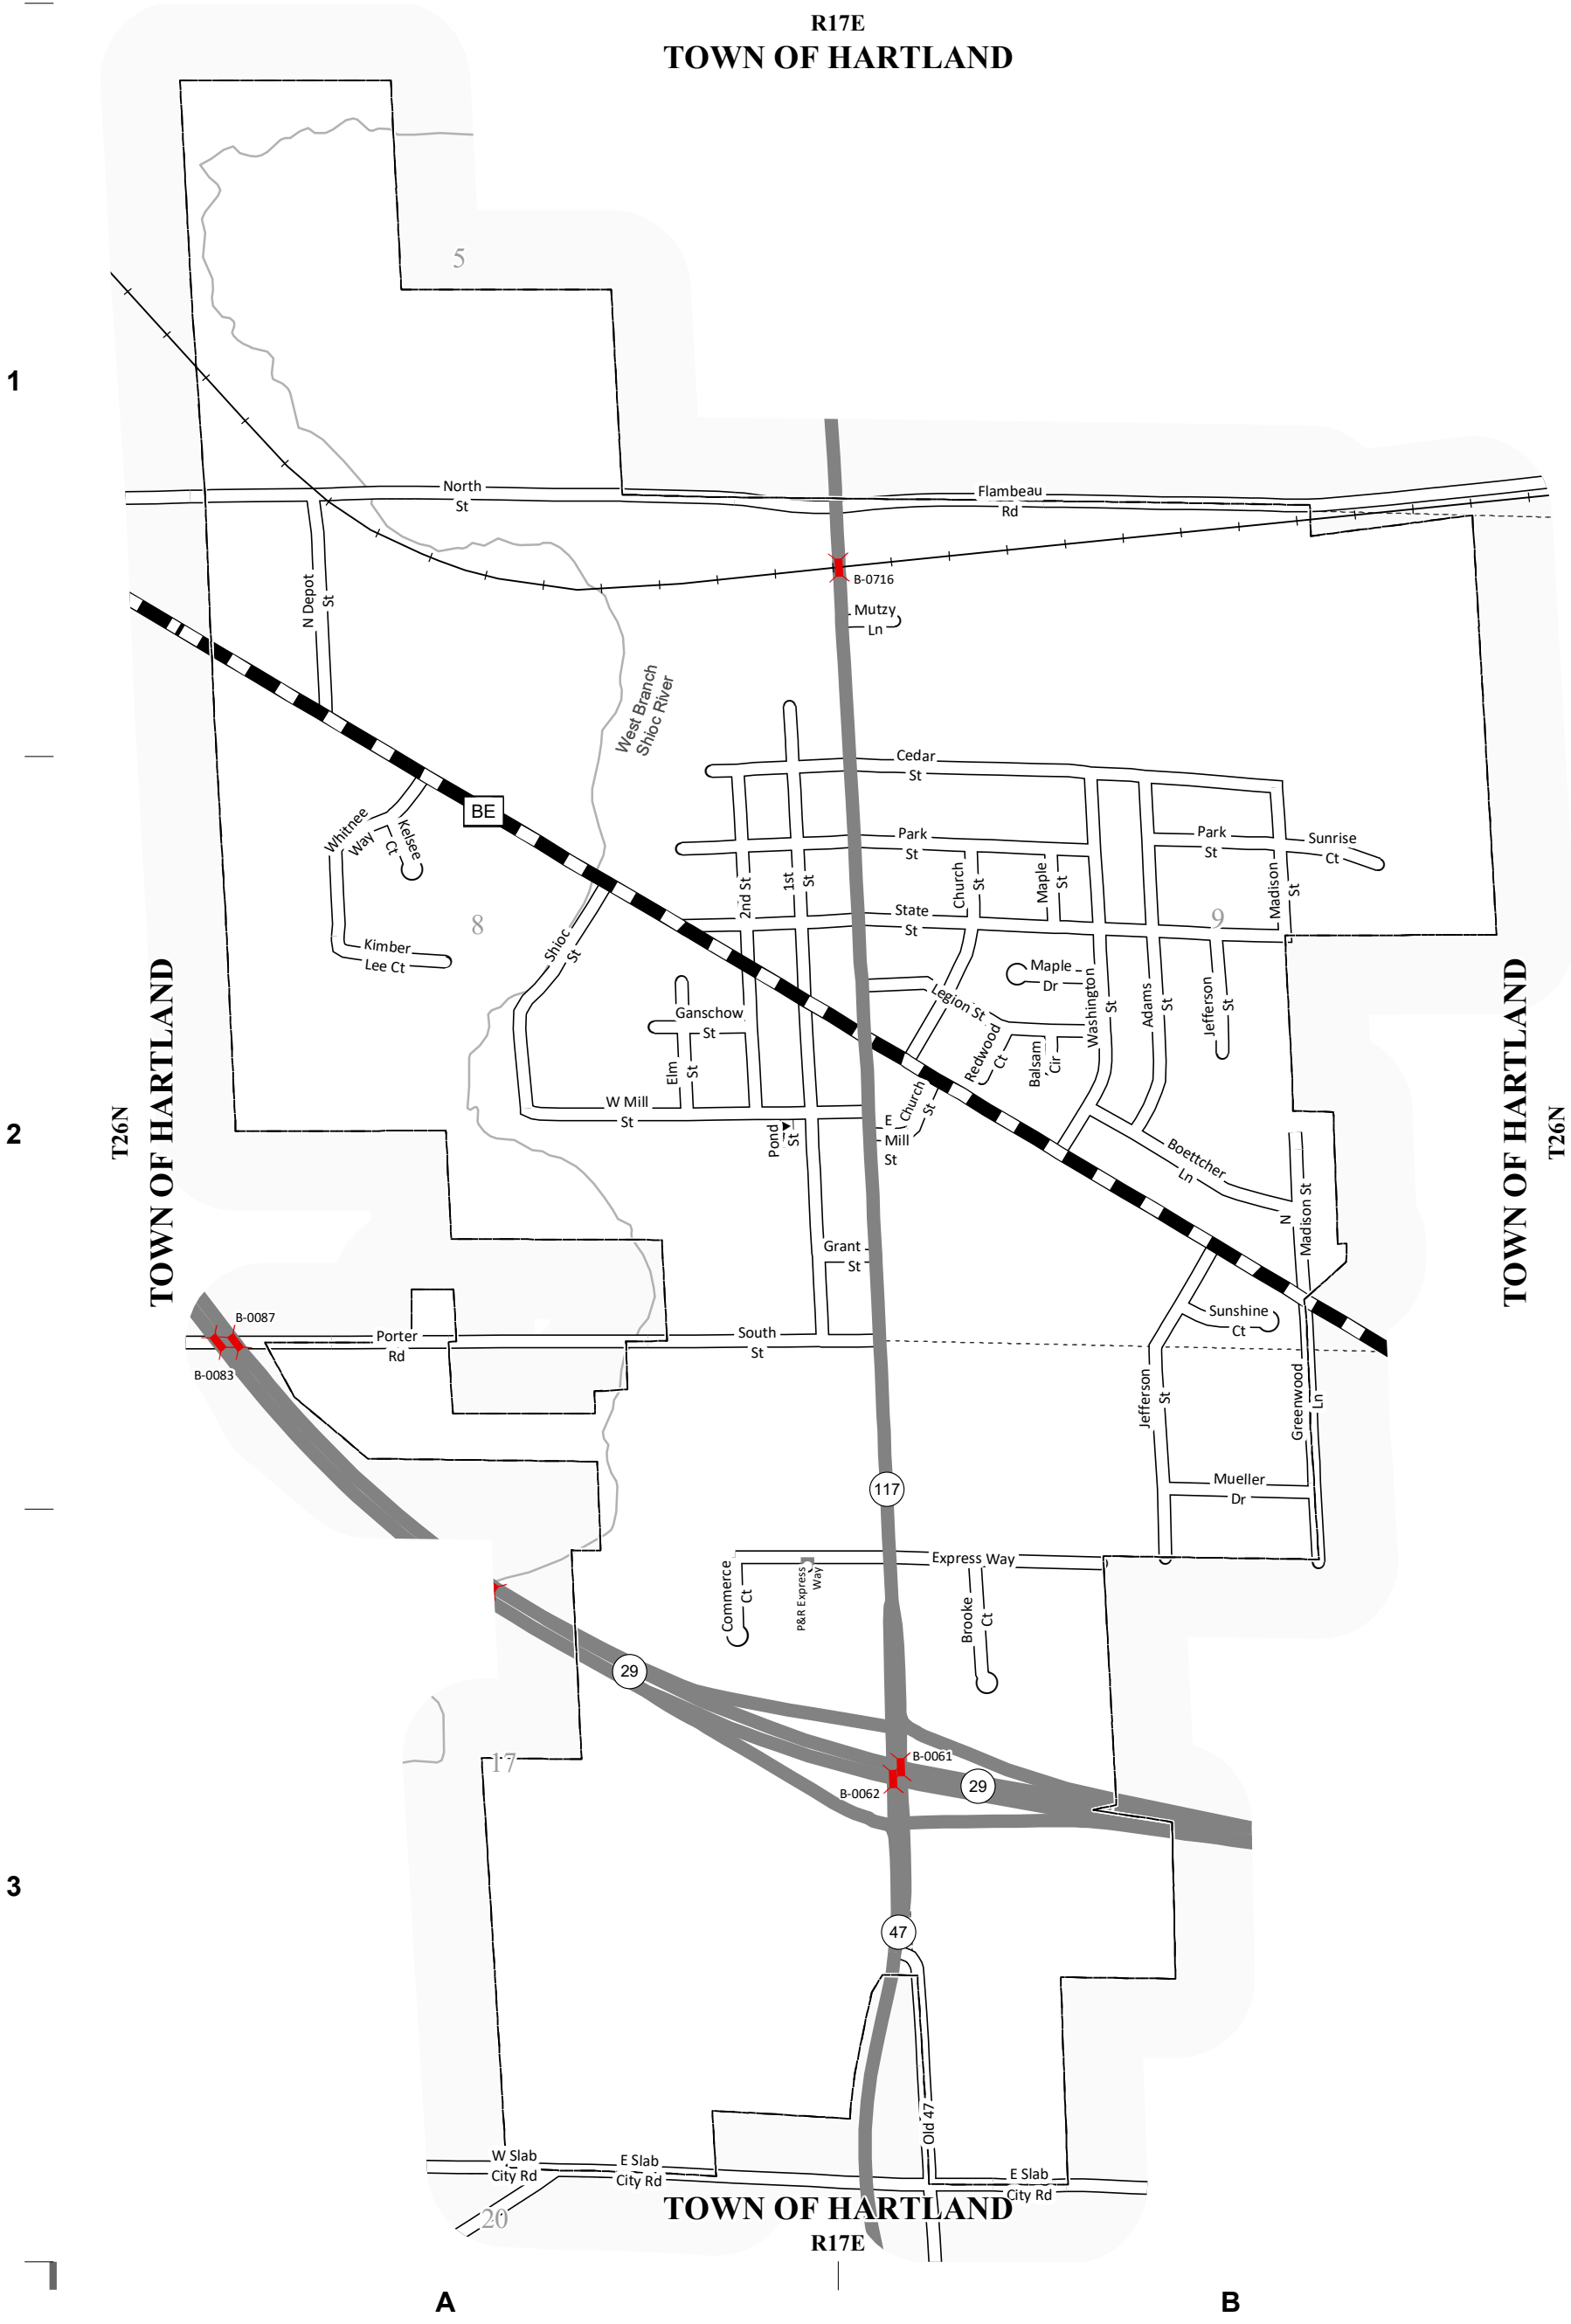 R17E
TOWN OF HARTLAND
5
1
North
St
Flambeau
Rd
B-0716
N Depot
St
Mutzy
Ln
West Branch
Shioc River
Cedar
St
BE
Whitnee
Way
Kelsee
Ct
Park
St
Park
St
Sunrise
Ct
2nd St
1st
St
Church
St
Maple
St
Madison
St
State
St
8
9
Shioc
St
Kimber
Lee Ct
Maple
Dr
Legion St
Washington
St
Adams
St
Jefferson
St
Ganschow
St
Elm
St
Redwood
Ct
Balsam
Cir
W Mill
St
Church
St
E
Mill
St
Pond
St
2
T26N
TOWN OF HARTLAND
TOWN OF HARTLAND
T26N
Boettcher
Ln
N
Madison St
Grant
St
B-0087
Porter
Rd
B-0083
South
St
Sunshine
Ct
Jefferson
St
Greenwood
Ln
117
Mueller
Dr
Express Way
Commerce
Ct
P&R Express
Way
Brooke
Ct
29
17
B-0061
29
B-0062
3
47
Old 47
W Slab
City Rd
E Slab
City Rd
E Slab
City Rd
20
TOWN OF HARTLAND
R17E
A
B